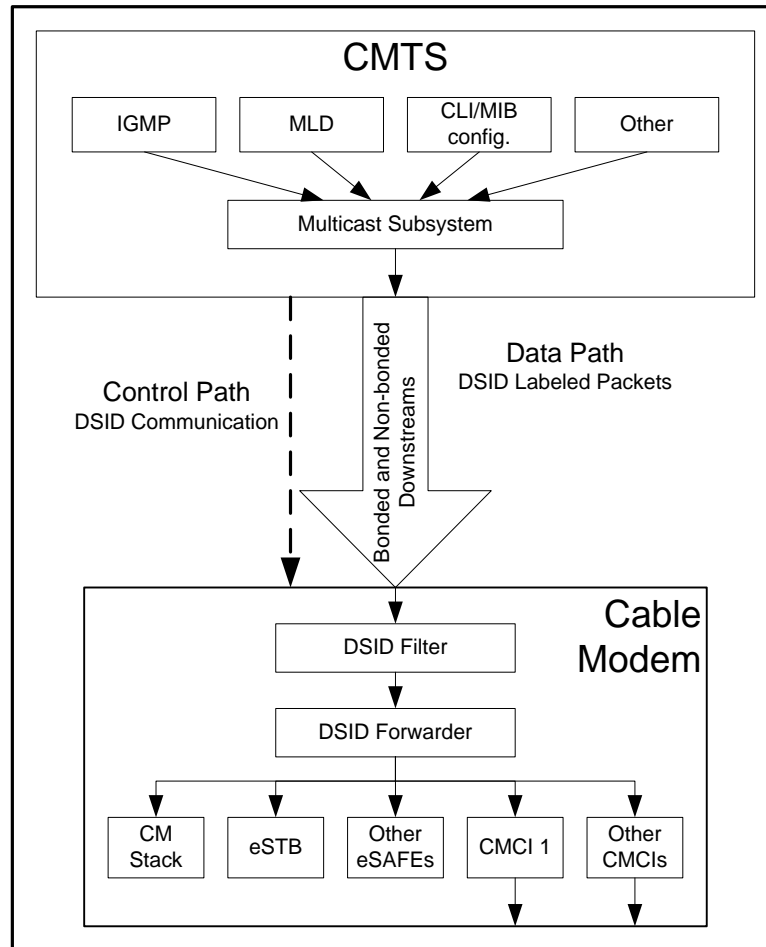 CMTS
IGMP
MLD
CLI/MIB
config.
Other
Multicast Subsystem
Control Path
DSID Communication
Bonded and Non-bonded
Downstreams
Data Path
DSID Labeled Packets
Cable
Modem
DSID Filter
DSID Forwarder
CM
Stack
eSTB
Other
eSAFEs
CMCI 1
Other
CMCIs